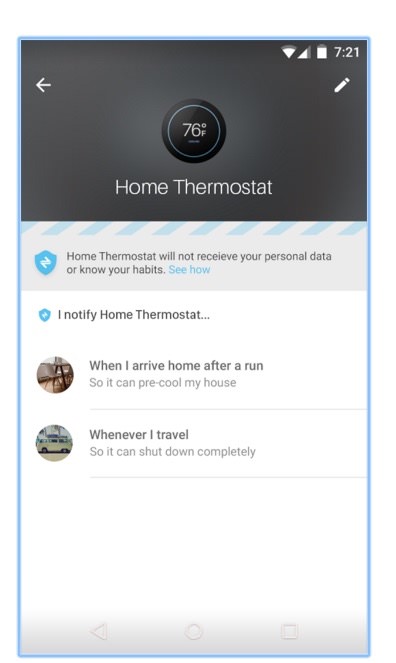 7:21
76°F
Home Thermostat
Home Thermostat will not receieve your personal data
or know your habits. See how
I notify Home Thermostat...
When I arrive home after a run
So it can pre-cool my house
Whenever I travel
So it can shut down completely